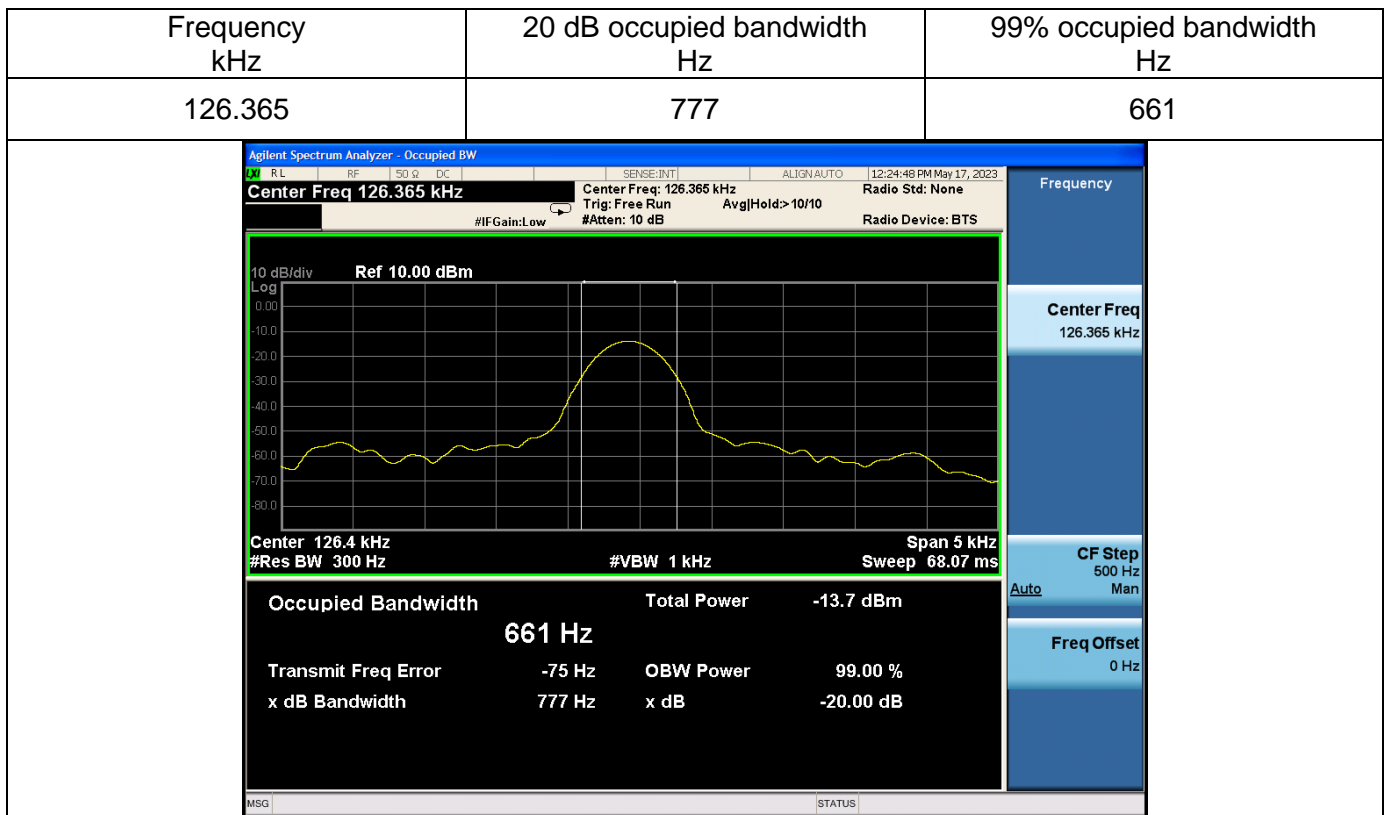 Frequency
kHz
20 dB occupied bandwidth
Hz
99% occupied bandwidth
Hz
126.365
777
661
Agilent Spectrum Analyzer - Occupied BW
LXI RL RF 50 Ω DC SENSE:INT ALIGN AUTO 12:24:48 PM May 17, 2023
Center Freq 126.365 kHz
#IFGain:Low
Center Freq: 126.365 kHz
Trig: Free Run Avg|Hold:>10/10
#Atten: 10 dB
Radio Std: None
Radio Device: BTS
10 dB/div Ref 10.00 dBm
Log
0.00
-10.0
-20.0
-30.0
-40.0
-50.0
-60.0
-70.0
-80.0
Center 126.4 kHz Span 5 kHz
#Res BW 300 Hz #VBW 1 kHz Sweep 68.07 ms
Occupied Bandwidth Total Power -13.7 dBm
661 Hz
Transmit Freq Error -75 Hz OBW Power 99.00 %
x dB Bandwidth 777 Hz x dB -20.00 dB
MSG STATUS
Frequency
Center Freq
126.365 kHz
CF Step
500 Hz
Auto Man
Freq Offset
0 Hz